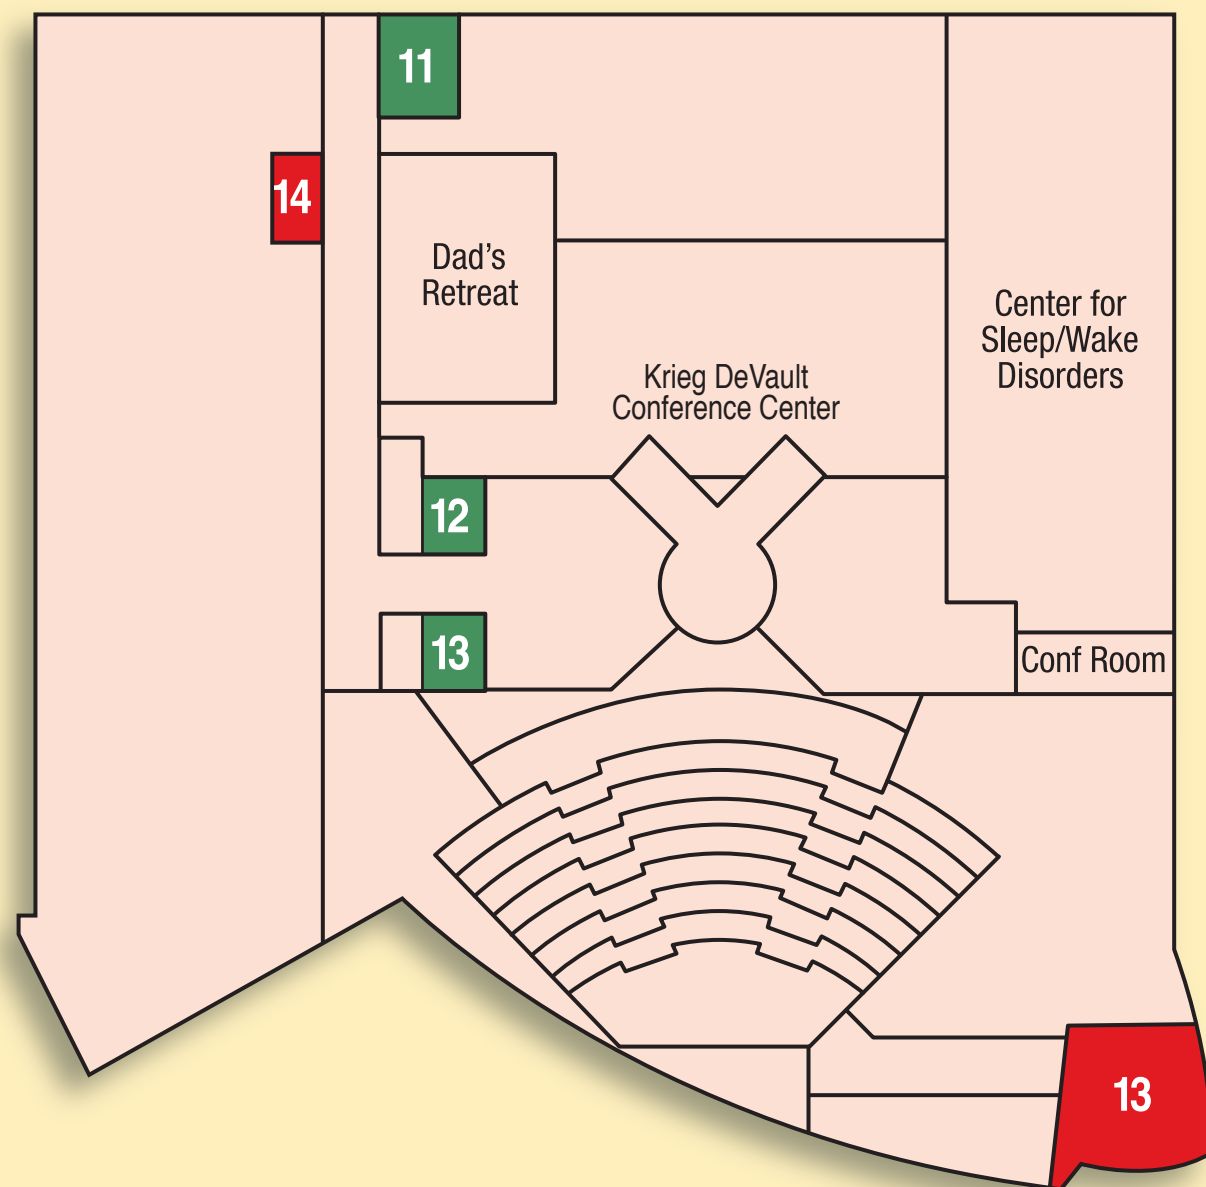 11
14
Dad's
Retreat
Center for
Sleep/Wake
Disorders
Krieg DeVault
Conference Center
12
13
Conf Room
13